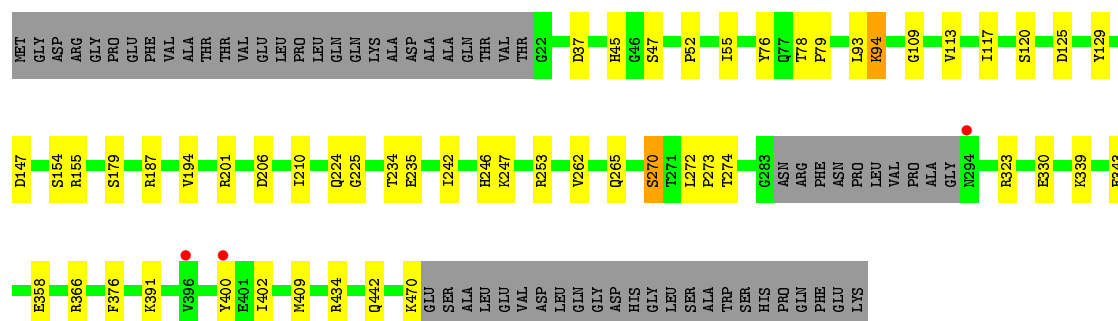 MET GLY ASP ARG GLY PRO GLU PHE VAL ALA THR THR VAL GLU LEU PRO LEU GLN GLN LYS ALA ASP ALA ALA GLN THR VAL THR G22 D37 H45 G46 S47 P52 I55 Y76 Q77 T78 P79 L93 K94 G109 V113 I117 S120 D125 Y129
D147 S154 R155 S179 R187 V194 R201 D206 I210 Q224 G225 T234 E235 I242 H246 K247 R253 V262 Q265 S270 T271 L272 P273 T274 G283 ASN ARG PHE ASN PRO LEU VAL PRO ALA GLY N294 R323 E330 K339
E358 R366 F376 K391 V396 Y400 E401 I402 M409 R434 Q442 K470 GLU SER ALA LEU GLU VAL ASP LEU GLN GLY ASP HIS GLY LEU SER ALA TRP SER HIS PRO GLN PHE GLU LYS